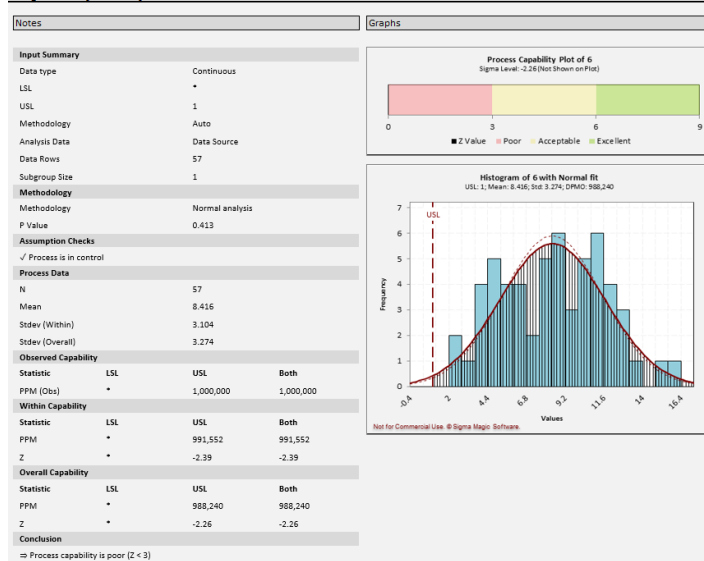 Notes
Input Summary
Data type Continuous
LSL *
USL 1
Methodology Auto
Analysis Data Data Source
Data Rows 57
Subgroup Size 1
Methodology
Methodology Normal analysis
P Value 0.413
Assumption Checks
√ Process is in control
Process Data
N 57
Mean 8.416
Stdev (Within) 3.104
Stdev (Overall) 3.274
Observed Capability
Statistic LSL USL Both
PPM (Obs) * 1,000,000 1,000,000
Within Capability
Statistic LSL USL Both
PPM * 991,552 991,552
Z * -2.39 -2.39
Overall Capability
Statistic LSL USL Both
PPM * 988,240 988,240
Z * -2.26 -2.26
Conclusion
⇒ Process capability is poor (Z < 3)
Graphs
Process Capability Plot of 6
Sigma Level: -2.26 (Not Shown on Plot)
0 3 6 9
Z Value Poor Acceptable Excellent
Histogram of 6 with Normal fit
USL: 1; Mean: 8.416; Std: 3.274; DPMO: 988,240
USL
Frequency
7
6
5
4
3
2
1
0
-0.4 2 4.4 6.8 9.2 11.6 14 16.4
Values
Not for Commercial Use. © Sigma Magic Software.